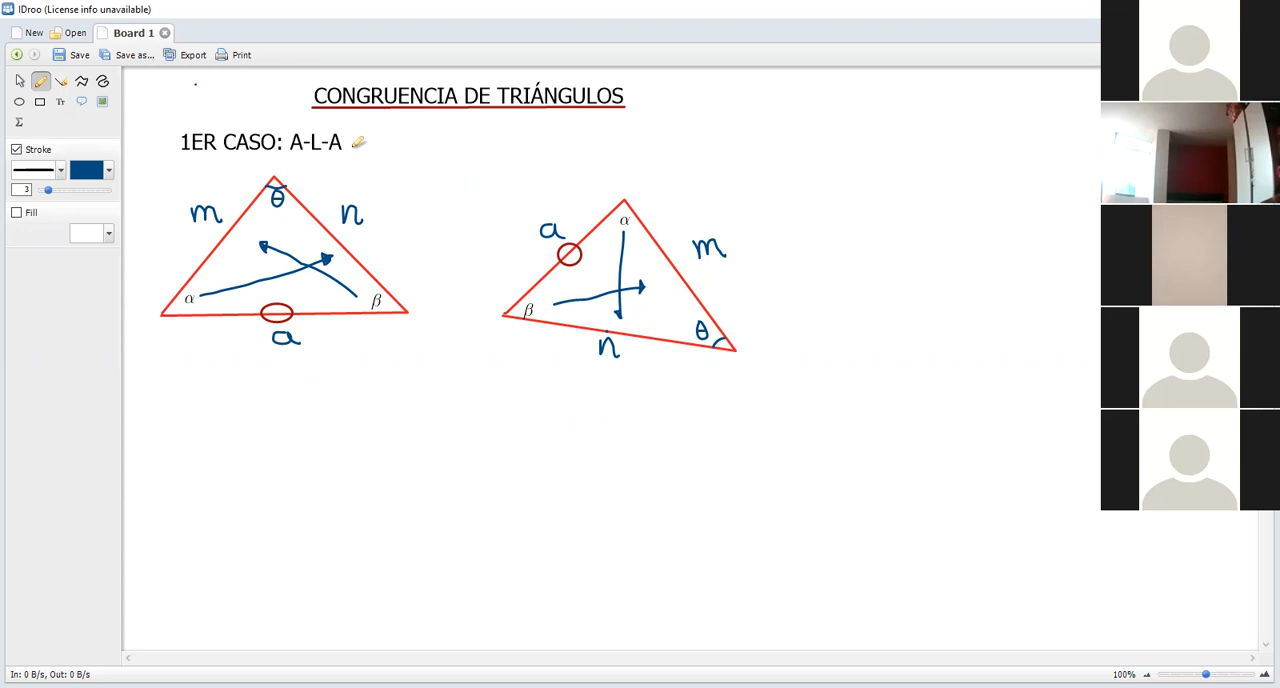 IDroo (License info unavailable)
New Open Board 1
Save Save as... Export Print
Tr
Σ
Stroke
3
Fill
CONGRUENCIA DE TRIÁNGULOS
1ER CASO: A-L-A
θ
m n
α β
a
α
a m
β θ
n
In: 0 B/s, Out: 0 B/s
100%